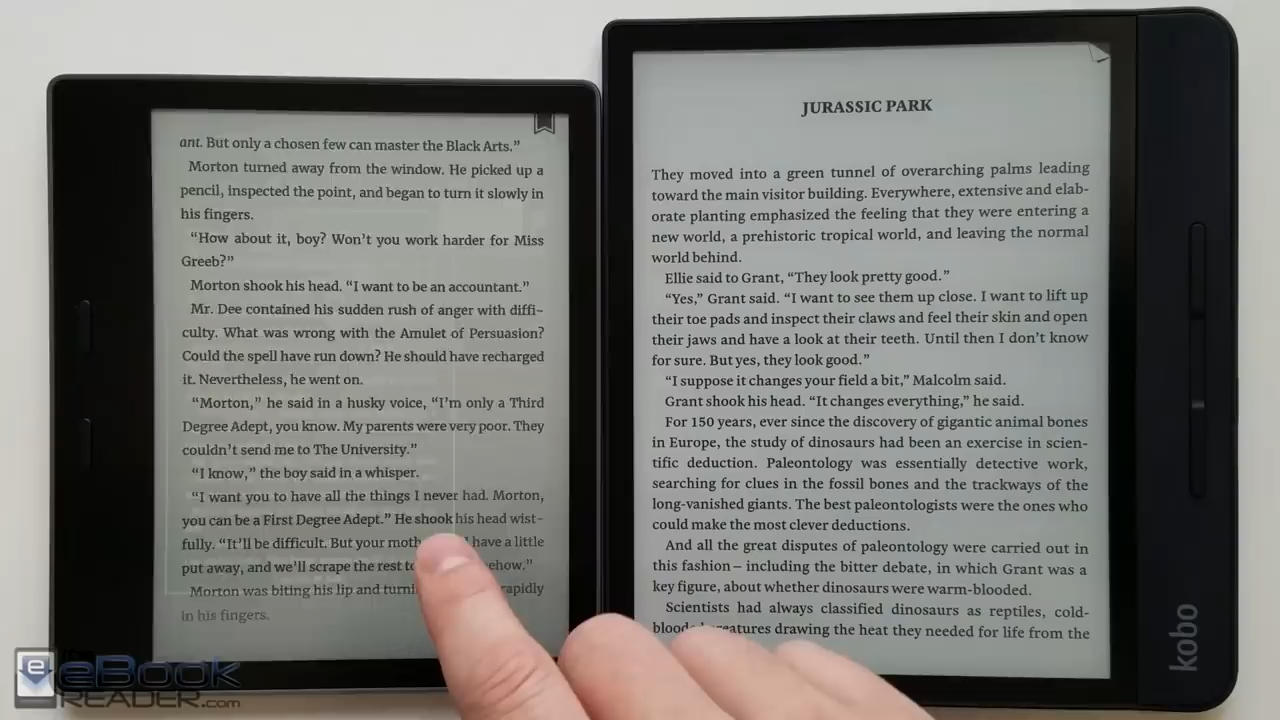 ant. But only a chosen few can master the Black Arts.”
Morton turned away from the window. He picked up a
pencil, inspected the point, and began to turn it slowly in
his fingers.
“How about it, boy? Won’t you work harder for Miss
Greeb?”
Morton shook his head. “I want to be an accountant.”
Mr. Dee contained his sudden rush of anger with diffi-
culty. What was wrong with the Amulet of Persuasion?
Could the spell have run down? He should have recharged
it. Nevertheless, he went on.
“Morton,” he said in a husky voice, “I’m only a Third
Degree Adept, you know. My parents were very poor. They
couldn’t send me to The University.”
“I know,” the boy said in a whisper.
“I want you to have all the things I never had. Morton,
you can be a First Degree Adept.” He shook his head wist-
fully. “It’ll be difficult. But your have a little
put away, and we’ll scrape the rest
Morton was biting his lip and rapidly
in his fingers.
JURASSIC PARK
They moved into a green tunnel of overarching palms leading
toward the main visitor building. Everywhere, extensive and elab-
orate planting emphasized the feeling that they were entering a
new world, a prehistoric tropical world, and leaving the normal
world behind.
Ellie said to Grant, “They look pretty good.”
“Yes,” Grant said. “I want to see them up close. I want to lift up
their toe pads and inspect their claws and feel their skin and open
their jaws and have a look at their teeth. Until then I don’t know
for sure. But yes, they look good.”
“I suppose it changes your field a bit,” Malcolm said.
Grant shook his head. “It changes everything,” he said.
For 150 years, ever since the discovery of gigantic animal bones
in Europe, the study of dinosaurs had been an exercise in scien-
tific deduction. Paleontology was essentially detective work,
searching for clues in the fossil bones and the trackways of the
long-vanished giants. The best paleontologists were the ones who
could make the most clever deductions.
And all the great disputes of paleontology were carried out in
this fashion – including the bitter debate, in which Grant was a
key figure, about whether dinosaurs were warm-blooded.
Scientists had always classified dinosaurs as reptiles, cold-
creatures drawing the heat they needed for life from the
kobo
the eBook
READER.com